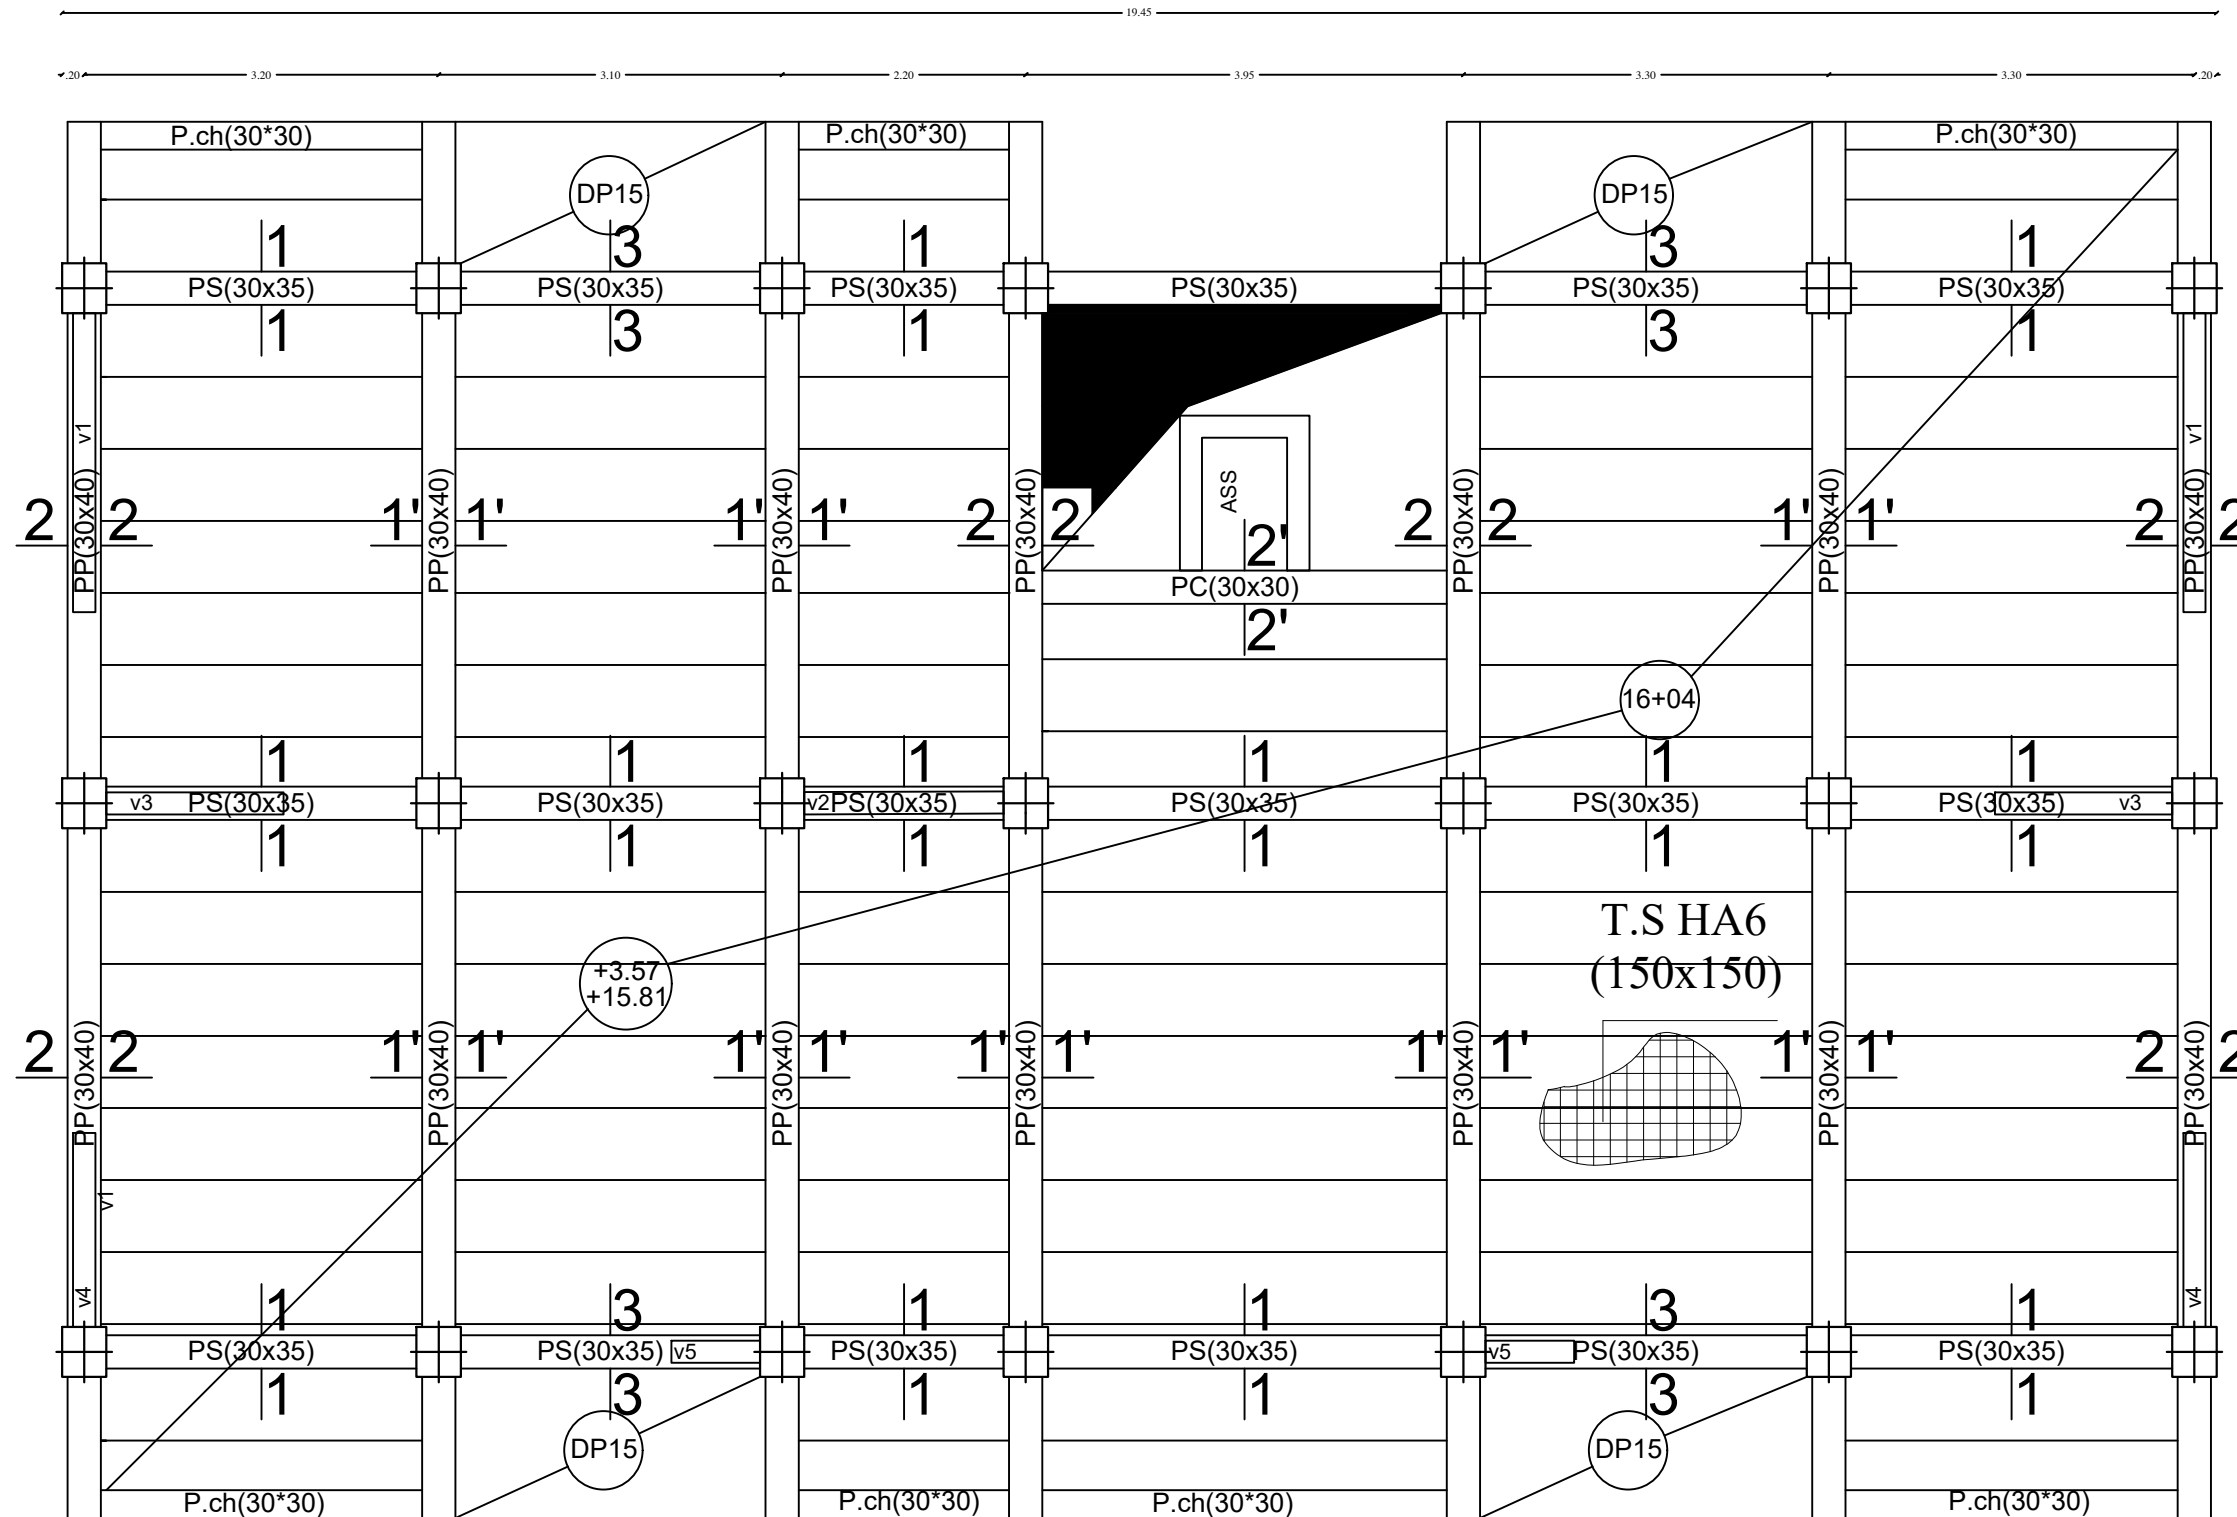 19.45
.20 3.20 3.10 2.20 3.95 3.30 3.30 .20
P.ch(30*30) P.ch(30*30) P.ch(30*30)
DP15 DP15
1 3 1 3 1
PS(30x35) PS(30x35) PS(30x35) PS(30x35) PS(30x35) PS(30x35)
1 3 1 3 1
v1 v1
ASS
PP(30x40) PP(30x40) PP(30x40) PP(30x40) PP(30x40) PP(30x40) PP(30x40)
2 2 1' 1' 1' 1' 2 2 2 2 1' 1' 2 2
2'
PC(30x30)
2'
16+04
1 1 1 1 1 1
v3 PS(30x35) PS(30x35) v2 PS(30x35) PS(30x35) PS(30x35) PS(30x35) v3
1 1 1 1 1 1
T.S HA6
(150x150)
+3.57
+15.81
2 2 1' 1' 1' 1' 1' 1' 1' 1' 1' 1' 2 2
PP(30x40) PP(30x40) PP(30x40) PP(30x40) PP(30x40) PP(30x40) PP(30x40)
v1
v4 v4
1 3 1 1 3 1
PS(30x35) PS(30x35) v5 PS(30x35) PS(30x35) v5 PS(30x35) PS(30x35)
1 3 1 1 3 1
DP15 DP15
P.ch(30*30) P.ch(30*30) P.ch(30*30) P.ch(30*30)